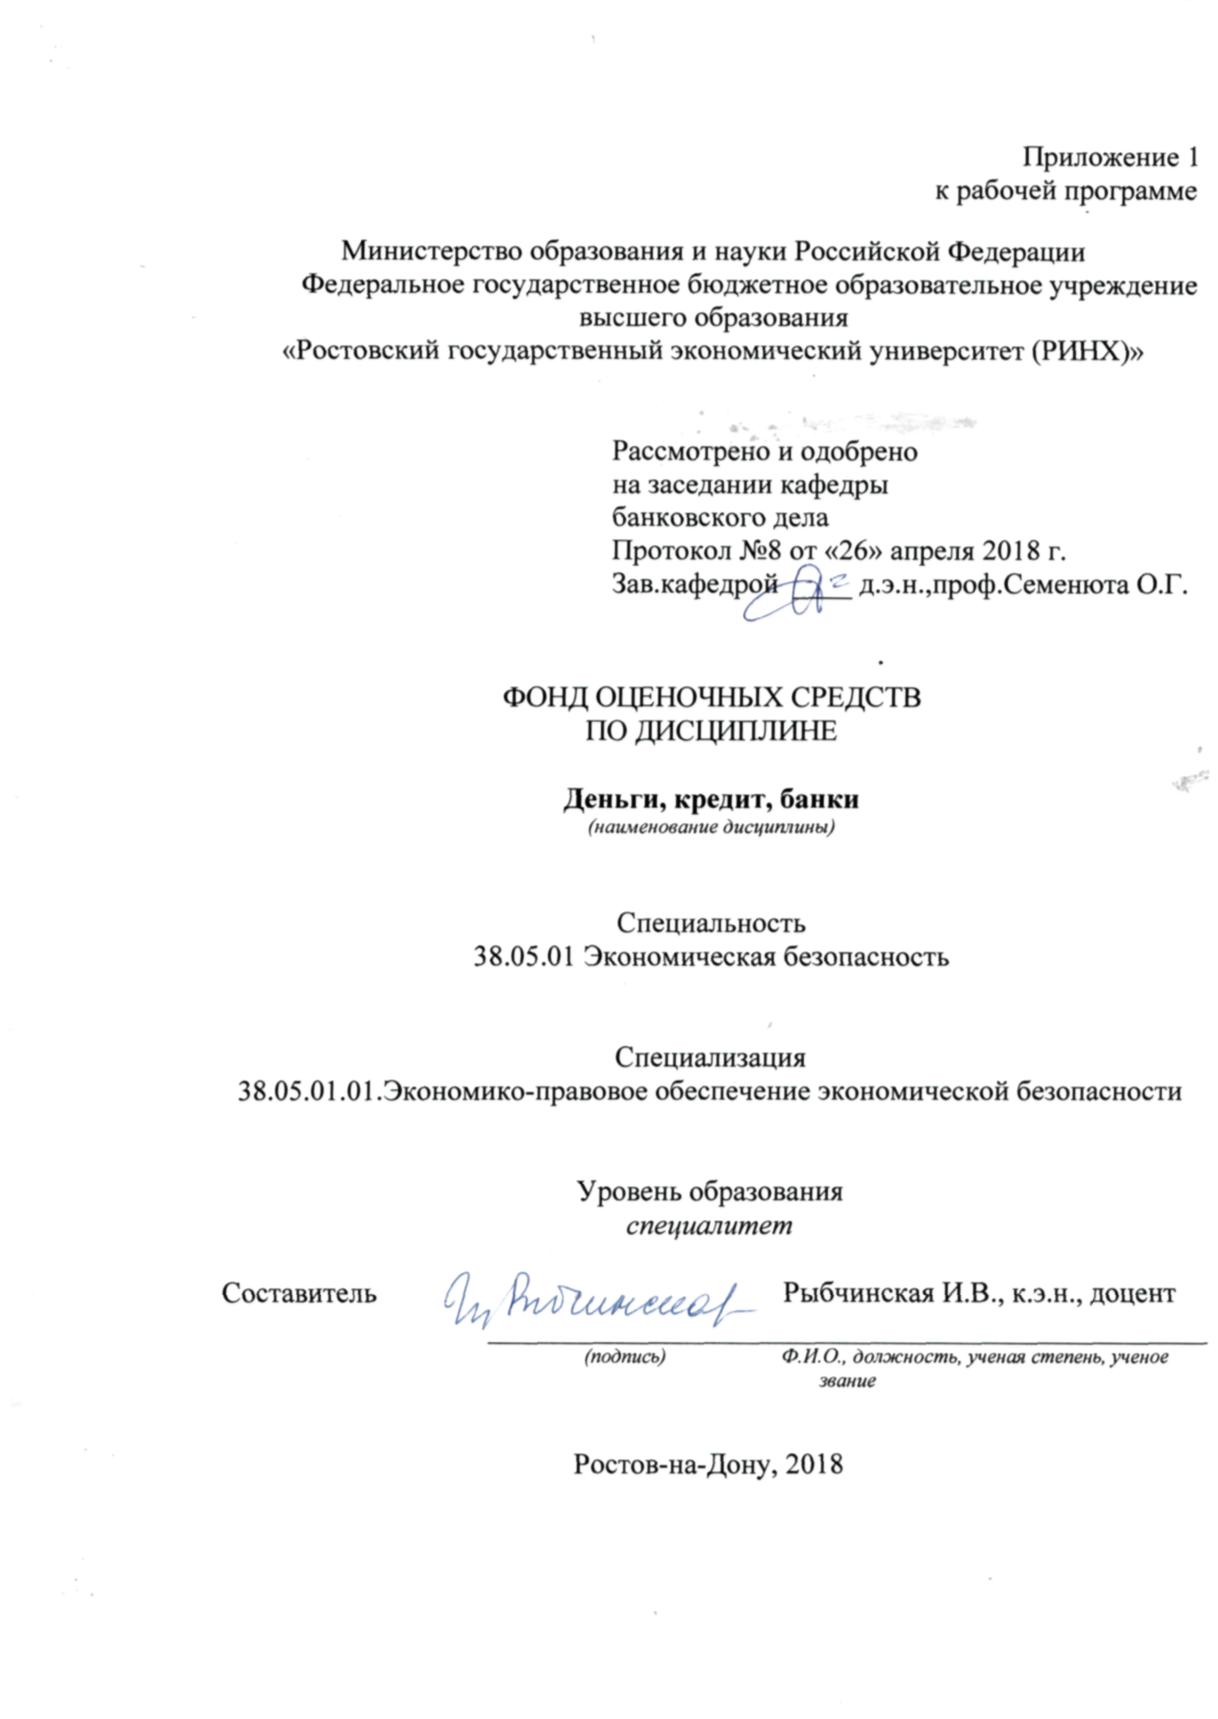 Приложение 1
к рабочей программе
Министерство образования и науки Российской Федерации
Федеральное государственное бюджетное образовательное учреждение
высшего образования
«Ростовский государственный экономический университет (РИНХ)»
Рассмотрено и одобрено
на заседании кафедры
банковского дела
Протокол №8 от «26» апреля 2018 г.
Зав.кафедрой ____ д.э.н.,проф.Семенюта О.Г.
ФОНД ОЦЕНОЧНЫХ СРЕДСТВ
ПО ДИСЦИПЛИНЕ
Деньги, кредит, банки
(наименование дисциплины)
Специальность
38.05.01 Экономическая безопасность
Специализация
38.05.01.01.Экономико-правовое обеспечение экономической безопасности
Уровень образования
специалитет
Составитель Рыбчинская И.В., к.э.н., доцент
(подпись) Ф.И.О., должность, ученая степень, ученое
звание
Ростов-на-Дону, 2018